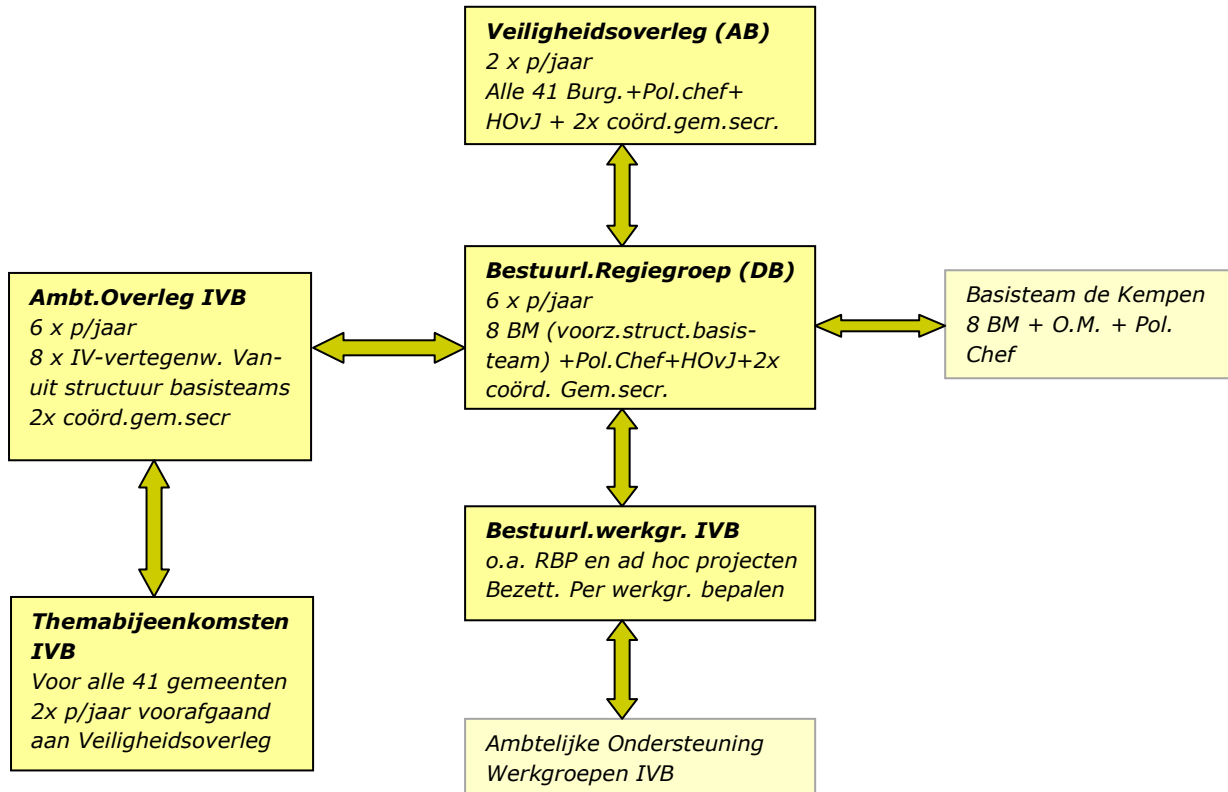 Veiligheidsoverleg (AB)
2 x p/jaar
Alle 41 Burg.+Pol.chef+
HOvJ + 2x coörd.gem.secr.
Bestuurl.Regiegroep (DB)
6 x p/jaar
8 BM (voorz.struct.basis-
team) +Pol.Chef+HOvJ+2x
coörd. Gem.secr.
Ambt.Overleg IVB
6 x p/jaar
8 x IV-vertegenw. Van-
uit structuur basisteams
2x coörd.gem.secr
Basisteam de Kempen
8 BM + O.M. + Pol.
Chef
Bestuurl.werkgr. IVB
o.a. RBP en ad hoc projecten
Bezett. Per werkgr. bepalen
Themabijeenkomsten
IVB
Voor alle 41 gemeenten
2x p/jaar voorafgaand
aan Veiligheidsoverleg
Ambtelijke Ondersteuning
Werkgroepen IVB